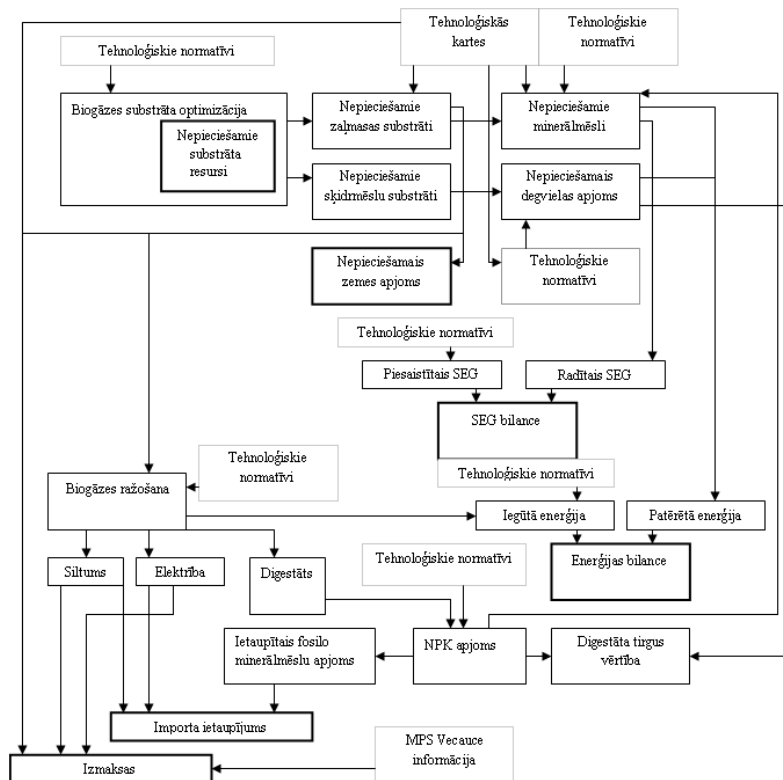 Tehnoloģiskās
kartes
Tehnoloģiskie
normatīvi
Tehnoloģiskie normatīvi
Biogāzes substrāta optimizācija
Nepieciešamie
substrāta
resursi
Nepieciešamie
zaļmasas substrāti
Nepieciešamie
minerālmēsli
Nepieciešamie
šķidrmēslu substrāti
Nepieciešamais
degvielas apjoms
Nepieciešamais
zemes apjoms
Tehnoloģiskie
normatīvi
Tehnoloģiskie normatīvi
Piesaistītais SEG
Radītais SEG
SEG bilance
Tehnoloģiskie
normatīvi
Tehnoloģiskie normatīvi
Biogāzes ražošana
Iegūtā enerģija
Patērētā enerģija
Siltums
Elektrība
Digestāts
Tehnoloģiskie normatīvi
Enerģijas bilance
Ietaupītais fosilo
minerālmēslu apjoms
NPK apjoms
Digestāta tirgus
vērtība
Importa ietaupījums
MPS Vecauce
informācija
Izmaksas